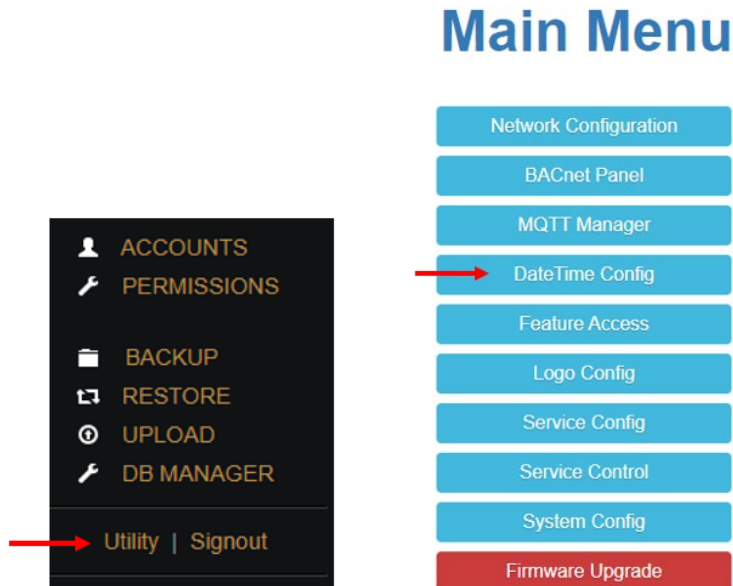 Main Menu
Network Configuration
BACnet Panel
MQTT Manager
DateTime Config
Feature Access
Logo Config
Service Config
Service Control
System Config
Firmware Upgrade
ACCOUNTS
PERMISSIONS
BACKUP
RESTORE
UPLOAD
DB MANAGER
Utility | Signout